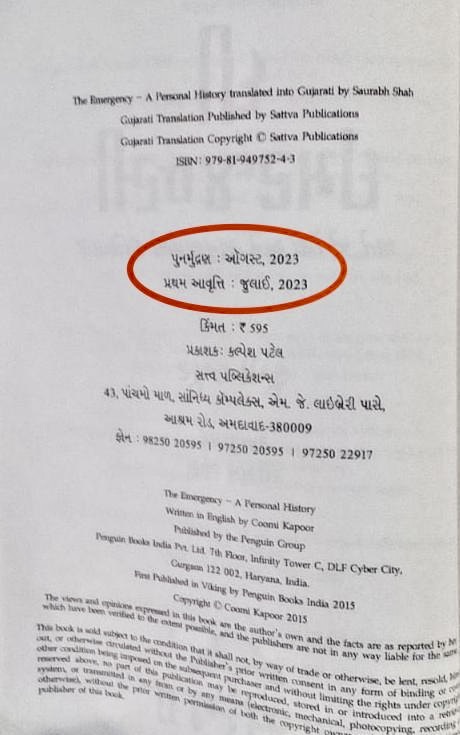 The Emergency – A Personal History translated into Gujarati by Saurabh Shah
Gujarati Translation Published by Sattva Publications
Gujarati Translation Copyright © Sattva Publications
ISBN: 979-81-949752-4-3
પુનર્મુદ્રણ : ઑગસ્ટ, 2023
પ્રથમ આવૃત્તિ : જુલાઈ, 2023
કિંમત : ₹ 595
પ્રકાશક: કલ્પેશ પટેલ
સત્ત્વ પબ્લિકેશન્સ
43, પાંચમો માળ, સાંનિધ્ય કૉમ્પલેક્સ, એમ. જે. લાઇબ્રેરી પાસે,
આશ્રમ રોડ, અમદાવાદ-380009
ફોન : 98250 20595 | 97250 20595 | 97250 22917
The Emergency – A Personal History
Written in English by Coomi Kapoor
Published by the Penguin Group
Penguin Books India Pvt. Ltd. 7th Floor, Infinity Tower C, DLF Cyber City,
Gurgaon 122 002, Haryana, India.
First Published in Viking by Penguin Books India 2015
Copyright © Coomi Kapoor 2015
The views and opinions expressed in this book are the author's own and the facts are as reported by
which have been verified to the extent possible, and the publishers are not in any way liable for the same.
This book is sold subject to the condition that it shall not, by way of trade or otherwise, be lent, resold,
out, or otherwise circulated without the Publisher's prior written consent in any form of binding or
other condition being imposed on the subsequent purchaser and without limiting the rights under
reserved above, no part of this publication may be reproduced, stored in or introduced into a
system, or transmitted in any form or by any means (electronic, mechanical, photocopying, recording
otherwise), without the prior written permission of both the copyright
publisher of this book.